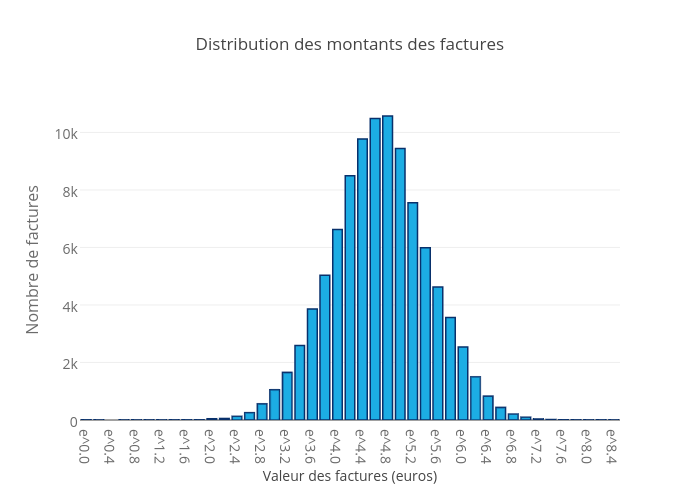 Distribution des montants des factures
10k
8k
6k
4k
2k
0
Nombre de factures
e^0.0
e^0.4
e^0.8
e^1.2
e^1.6
e^2.0
e^2.4
e^2.8
e^3.2
e^3.6
e^4.0
e^4.4
e^4.8
e^5.2
e^5.6
e^6.0
e^6.4
e^6.8
e^7.2
e^7.6
e^8.0
e^8.4
Valeur des factures (euros)